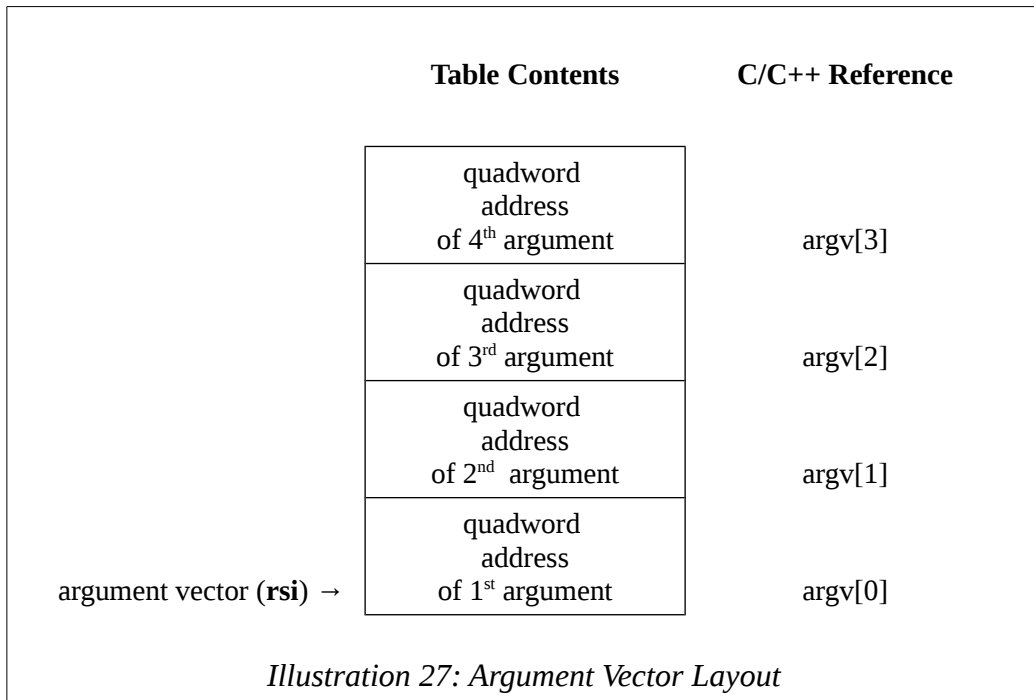 Table Contents C/C++ Reference
quadword
address
of 4th argument argv[3]
quadword
address
of 3rd argument argv[2]
quadword
address
of 2nd argument argv[1]
quadword
address
argument vector (rsi) → of 1st argument argv[0]
Illustration 27: Argument Vector Layout